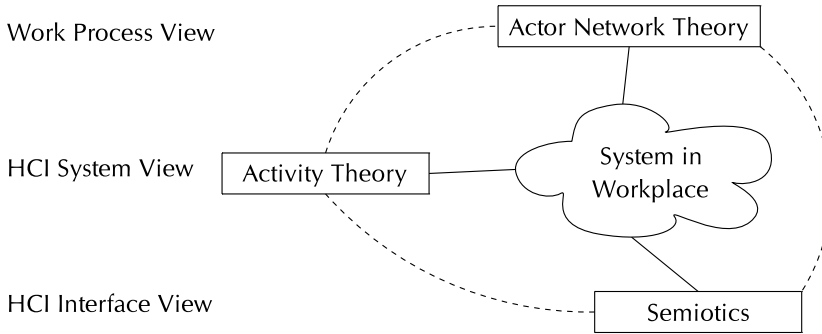 Work Process View
Actor Network Theory
HCI System View
Activity Theory
System in
Workplace
HCI Interface View
Semiotics